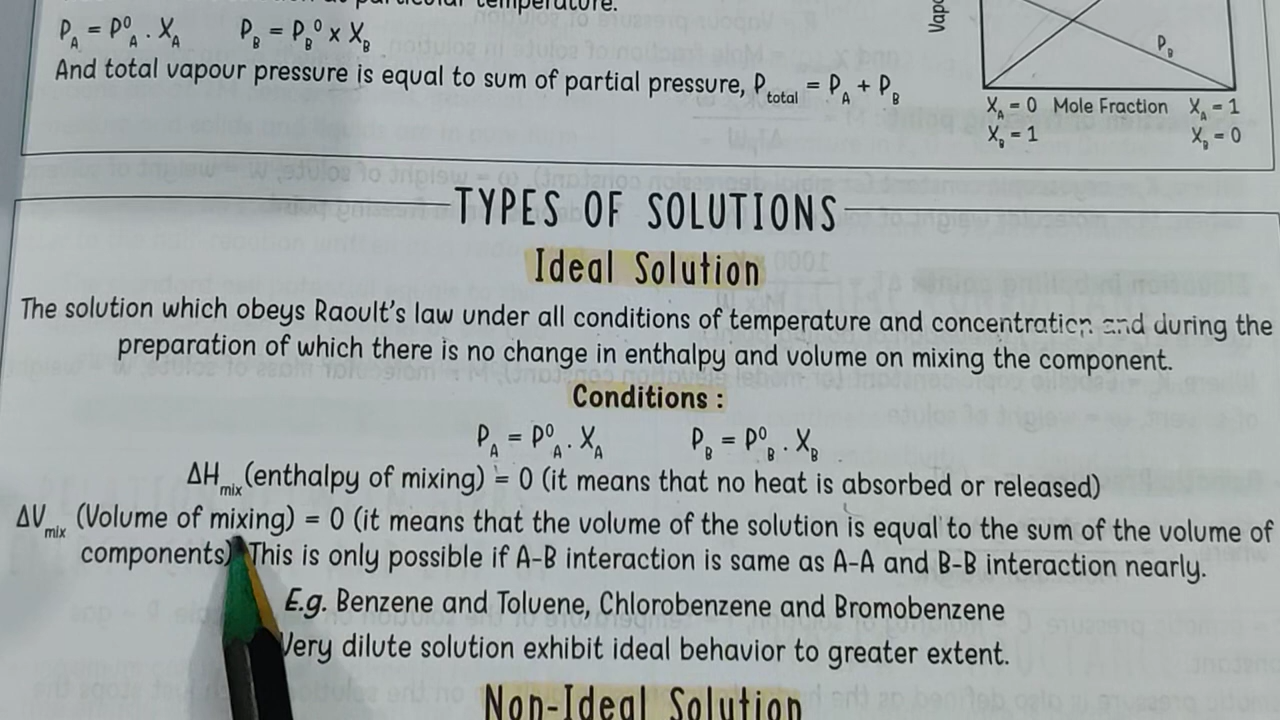 temperature.
P_A = P⁰_A . X_A P_B = P_B⁰ x X_B
And total vapour pressure is equal to sum of partial pressure, P_total = P_A + P_B
P_B
X_A = 0 Mole Fraction X_A = 1
X_B = 1 X_B = 0
TYPES OF SOLUTIONS
Ideal Solution
The solution which obeys Raoult's law under all conditions of temperature and concentration and during the
preparation of which there is no change in enthalpy and volume on mixing the component.
Conditions :
P_A = P⁰_A . X_A P_B = P⁰_B . X_B
ΔH_mix (enthalpy of mixing) = 0 (it means that no heat is absorbed or released)
ΔV_mix (Volume of mixing) = 0 (it means that the volume of the solution is equal to the sum of the volume of
components) This is only possible if A-B interaction is same as A-A and B-B interaction nearly.
E.g. Benzene and Toluene, Chlorobenzene and Bromobenzene
Very dilute solution exhibit ideal behavior to greater extent.
Non-Ideal Solution